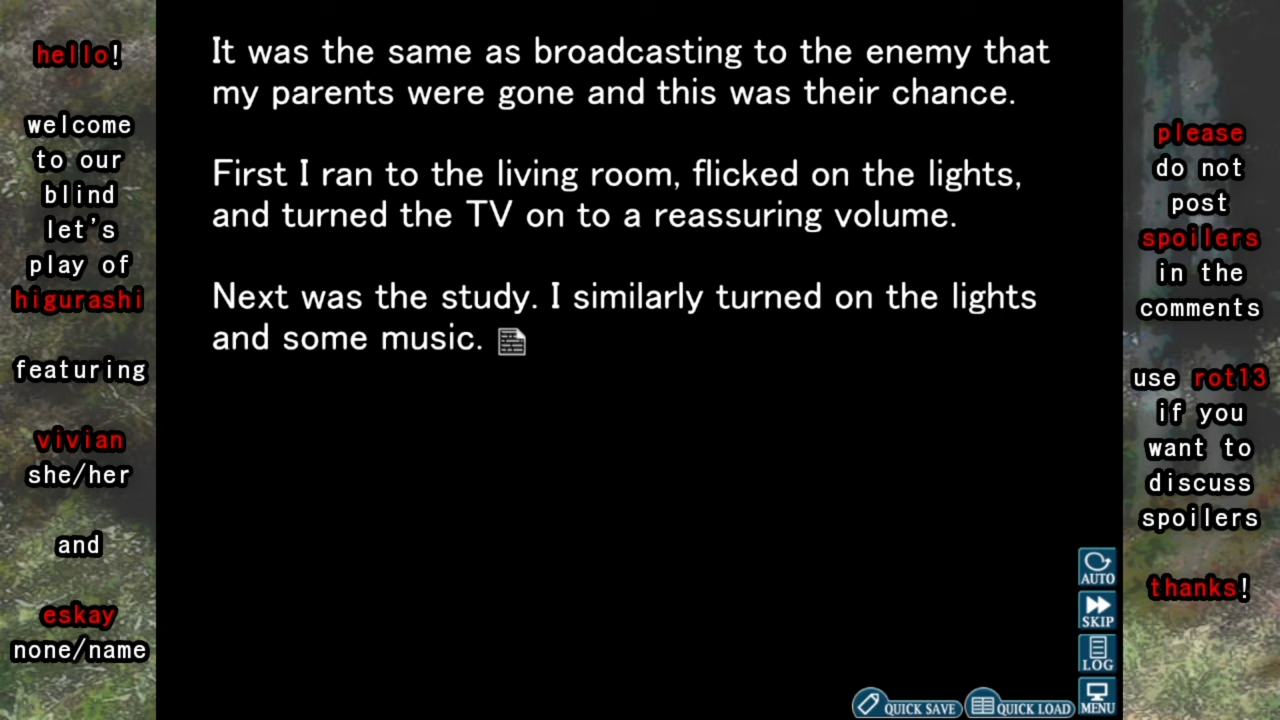 hello!
welcome
to our
blind
let's
play of
higurashi
featuring
vivian
she/her
and
eskay
none/name
It was the same as broadcasting to the enemy that
my parents were gone and this was their chance.
First I ran to the living room, flicked on the lights,
and turned the TV on to a reassuring volume.
Next was the study. I similarly turned on the lights
and some music.
please
do not
post
spoilers
in the
comments
use rot13
if you
want to
discuss
spoilers
thanks!
AUTO
SKIP
LOG
MENU
QUICK SAVE
QUICK LOAD